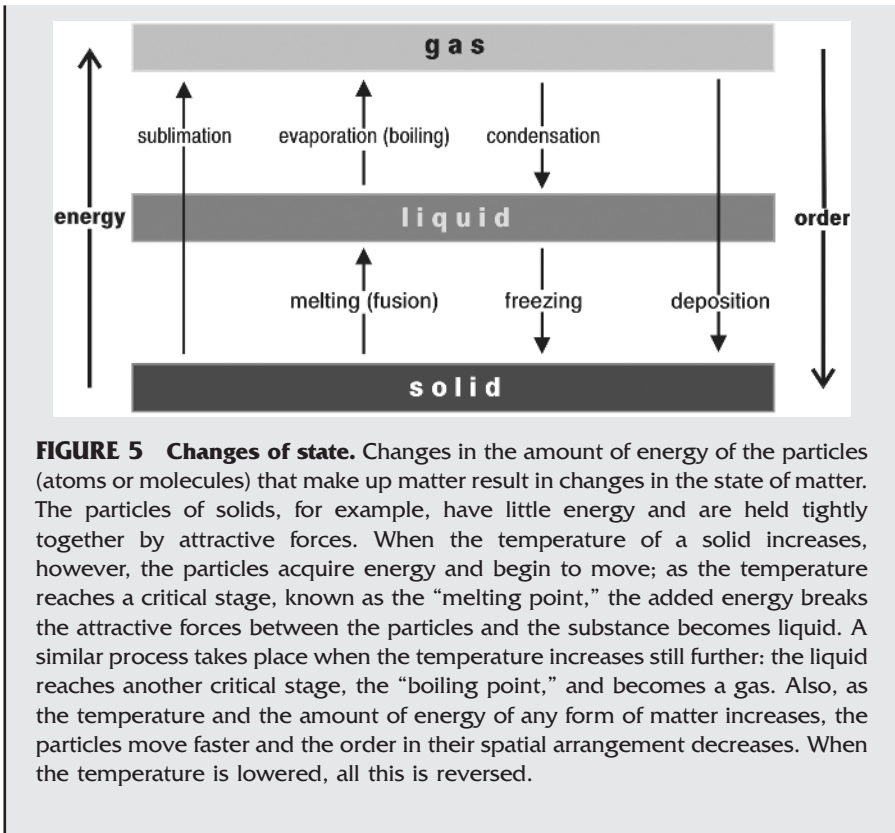 gas
sublimation evaporation (boiling) condensation
energy liquid order
melting (fusion) freezing deposition
solid
FIGURE 5 Changes of state. Changes in the amount of energy of the particles
(atoms or molecules) that make up matter result in changes in the state of matter.
The particles of solids, for example, have little energy and are held tightly
together by attractive forces. When the temperature of a solid increases,
however, the particles acquire energy and begin to move; as the temperature
reaches a critical stage, known as the “melting point,” the added energy breaks
the attractive forces between the particles and the substance becomes liquid. A
similar process takes place when the temperature increases still further: the liquid
reaches another critical stage, the “boiling point,” and becomes a gas. Also, as
the temperature and the amount of energy of any form of matter increases, the
particles move faster and the order in their spatial arrangement decreases. When
the temperature is lowered, all this is reversed.